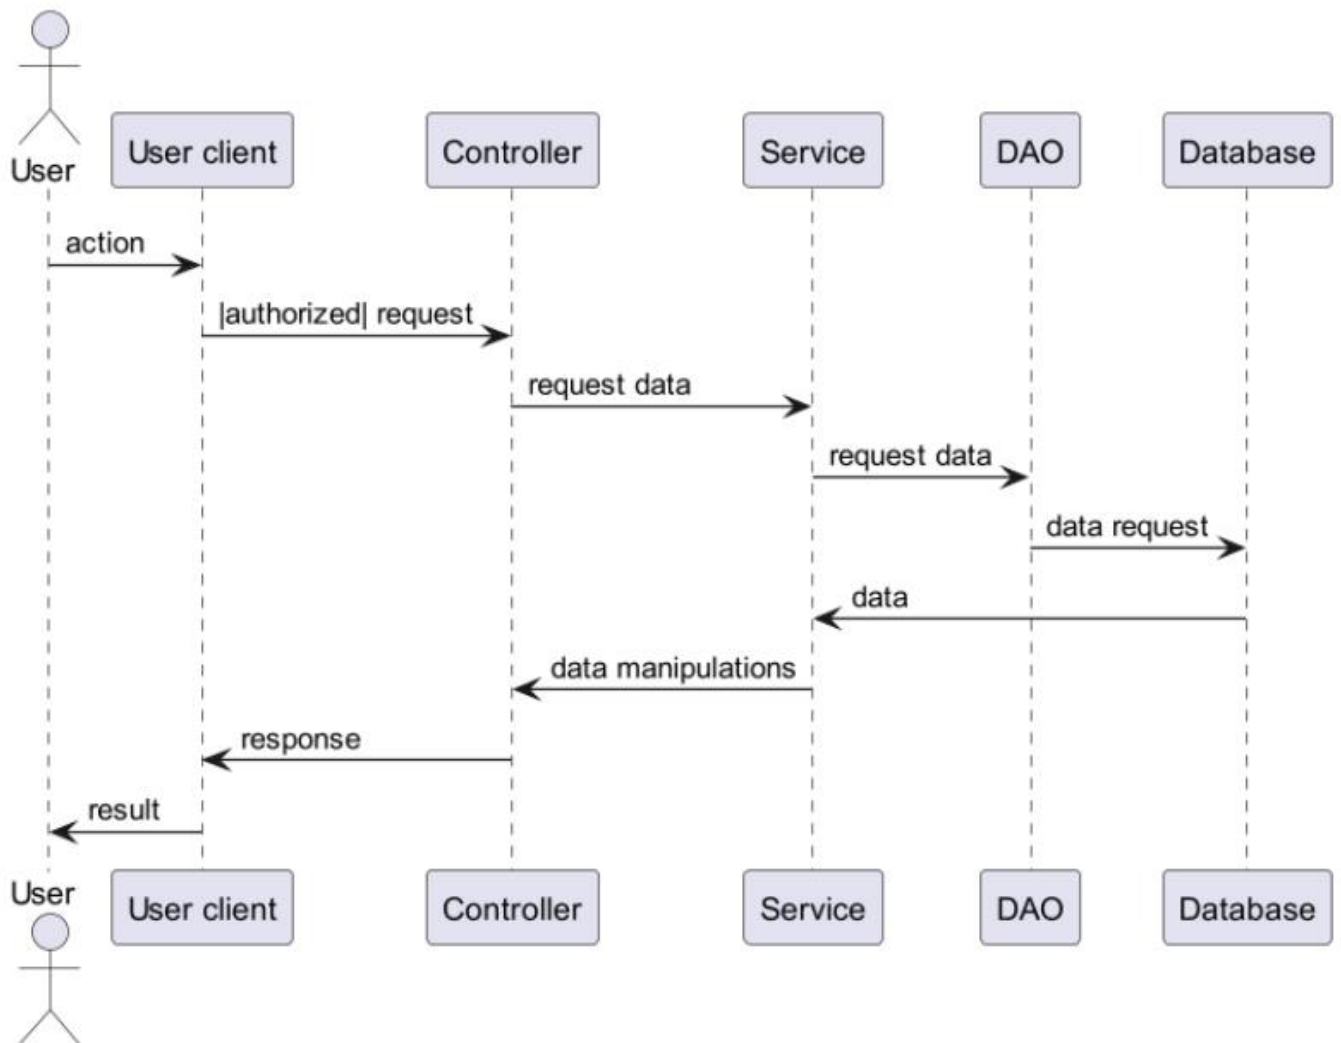 User
User client
Controller
Service
DAO
Database
action
|authorized| request
request data
request data
data request
data
data manipulations
response
result
User
User client
Controller
Service
DAO
Database